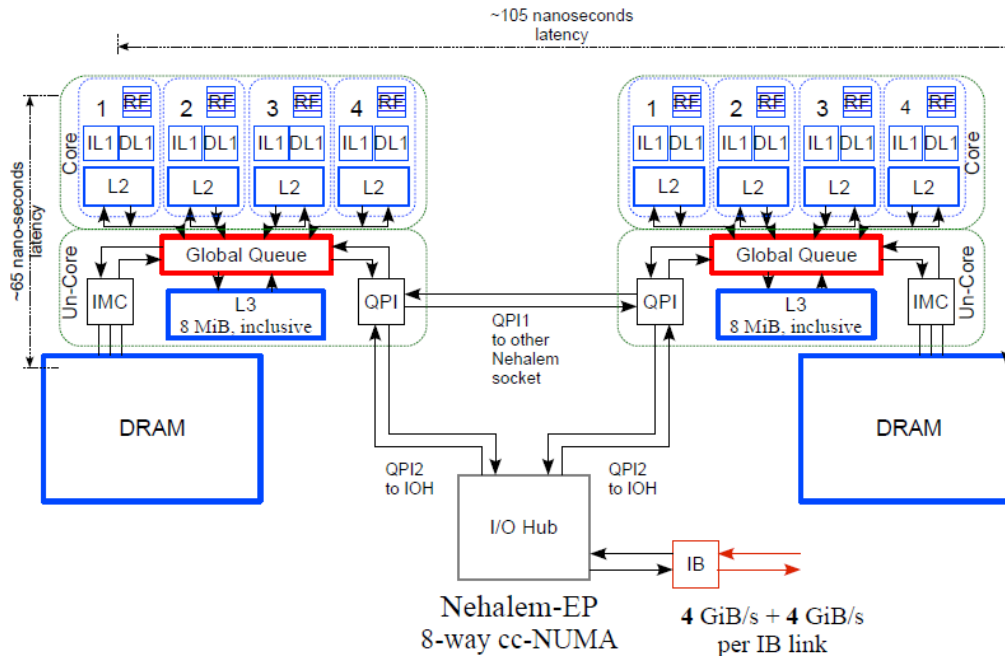 ~105 nanoseconds
latency
~65 nano-seconds
latency
Core
1
RF
2
RF
3
RF
4
RF
IL1
DL1
IL1
DL1
IL1
DL1
IL1
DL1
L2
L2
L2
L2
1
RF
2
RF
3
RF
4
RF
Core
IL1
DL1
IL1
DL1
IL1
DL1
IL1
DL1
L2
L2
L2
L2
Un-Core
Global Queue
IMC
L3
8 MiB, inclusive
QPI
QPI
Global Queue
L3
8 MiB, inclusive
IMC
Un-Core
QPI1
to other
Nehalem
socket
DRAM
DRAM
QPI2
to IOH
QPI2
to IOH
I/O Hub
IB
Nehalem-EP
8-way cc-NUMA
4 GiB/s + 4 GiB/s
per IB link